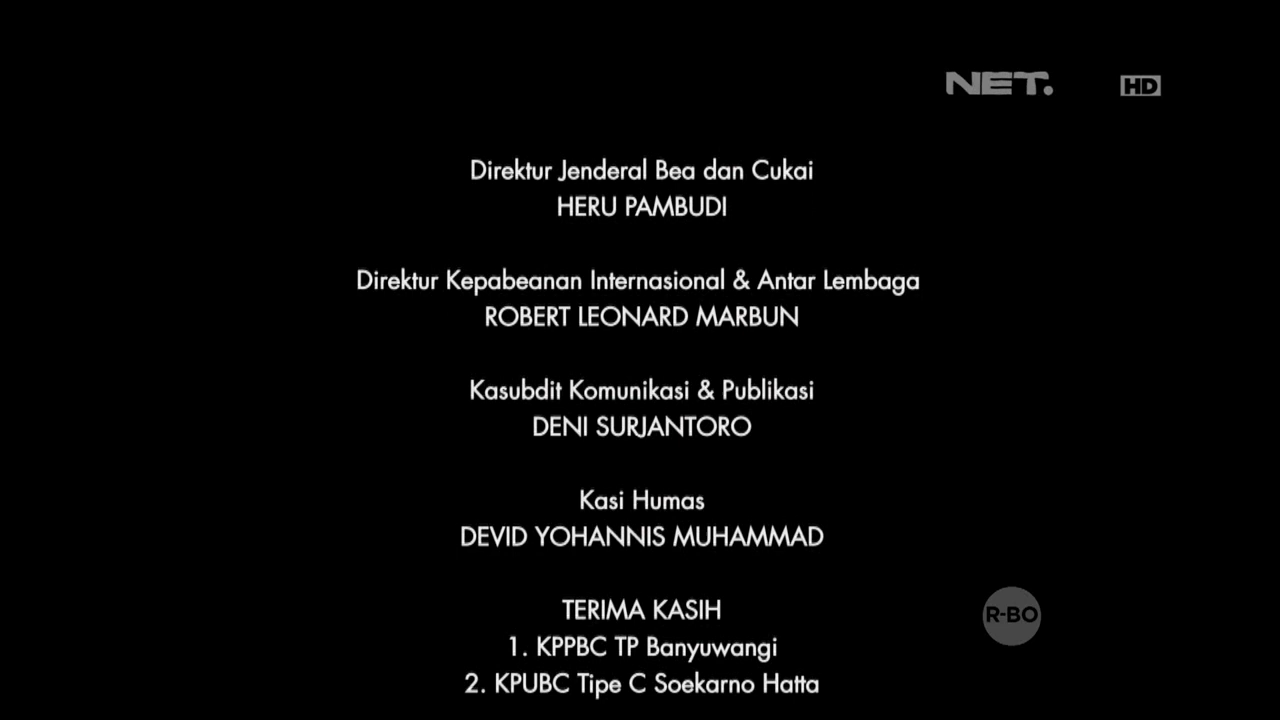 NET.
HD
Direktur Jenderal Bea dan Cukai
HERU PAMBUDI
Direktur Kepabeanan Internasional & Antar Lembaga
ROBERT LEONARD MARBUN
Kasubdit Komunikasi & Publikasi
DENI SURJANTORO
Kasi Humas
DEVID YOHANNIS MUHAMMAD
TERIMA KASIH
R-BO
1. KPPBC TP Banyuwangi
2. KPUBC Tipe C Soekarno Hatta